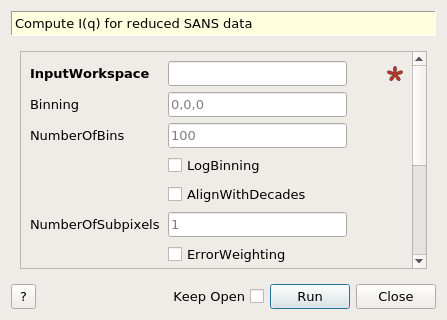 Compute I(q) for reduced SANS data
InputWorkspace
Binning 0,0,0
NumberOfBins 100
LogBinning
AlignWithDecades
NumberOfSubpixels 1
ErrorWeighting
? Keep Open Run Close